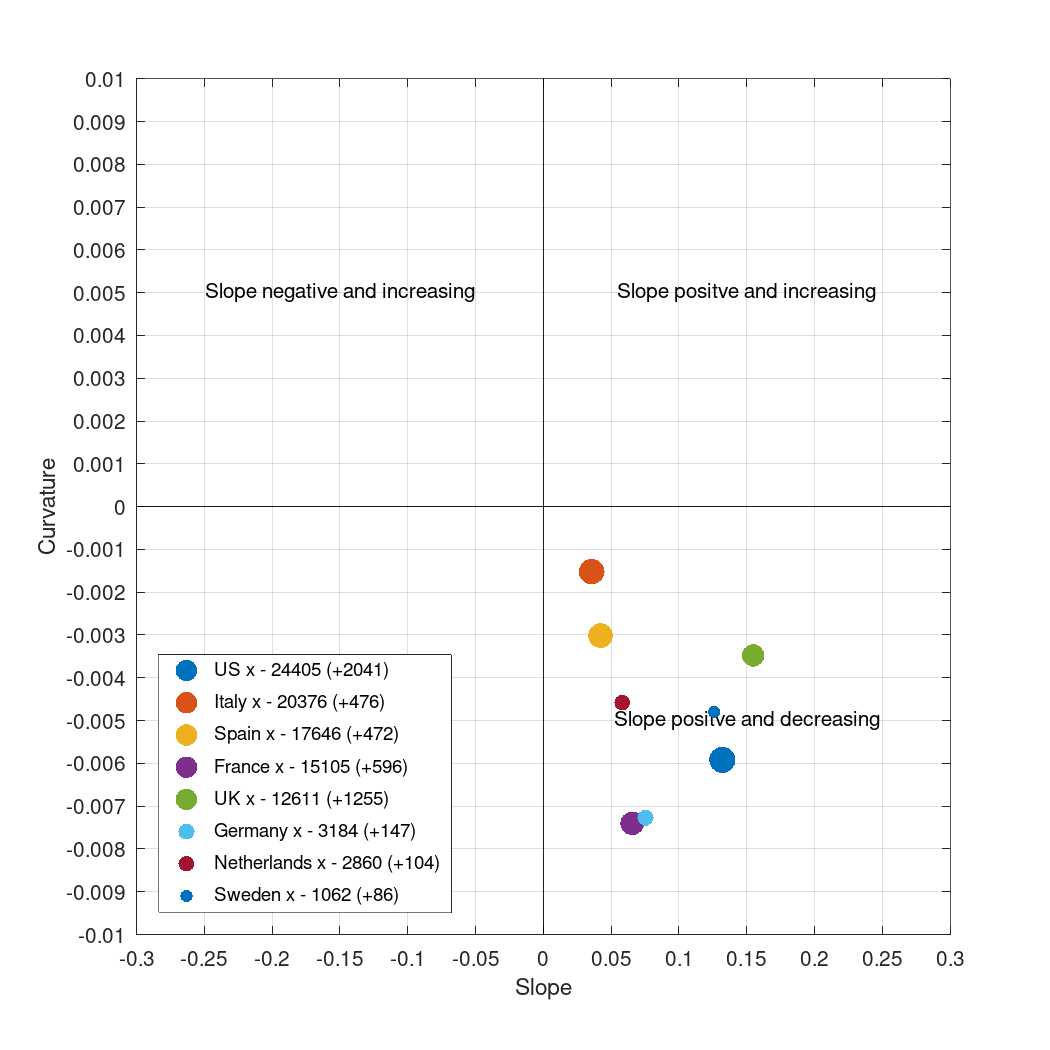 0.01
0.009
0.008
0.007
0.006
0.005
0.004
0.003
0.002
0.001
0
-0.001
-0.002
-0.003
-0.004
-0.005
-0.006
-0.007
-0.008
-0.009
-0.01
Curvature
Slope negative and increasing
Slope positve and increasing
Slope positve and decreasing
US x - 24405 (+2041)
Italy x - 20376 (+476)
Spain x - 17646 (+472)
France x - 15105 (+596)
UK x - 12611 (+1255)
Germany x - 3184 (+147)
Netherlands x - 2860 (+104)
Sweden x - 1062 (+86)
-0.3 -0.25 -0.2 -0.15 -0.1 -0.05 0 0.05 0.1 0.15 0.2 0.25 0.3
Slope